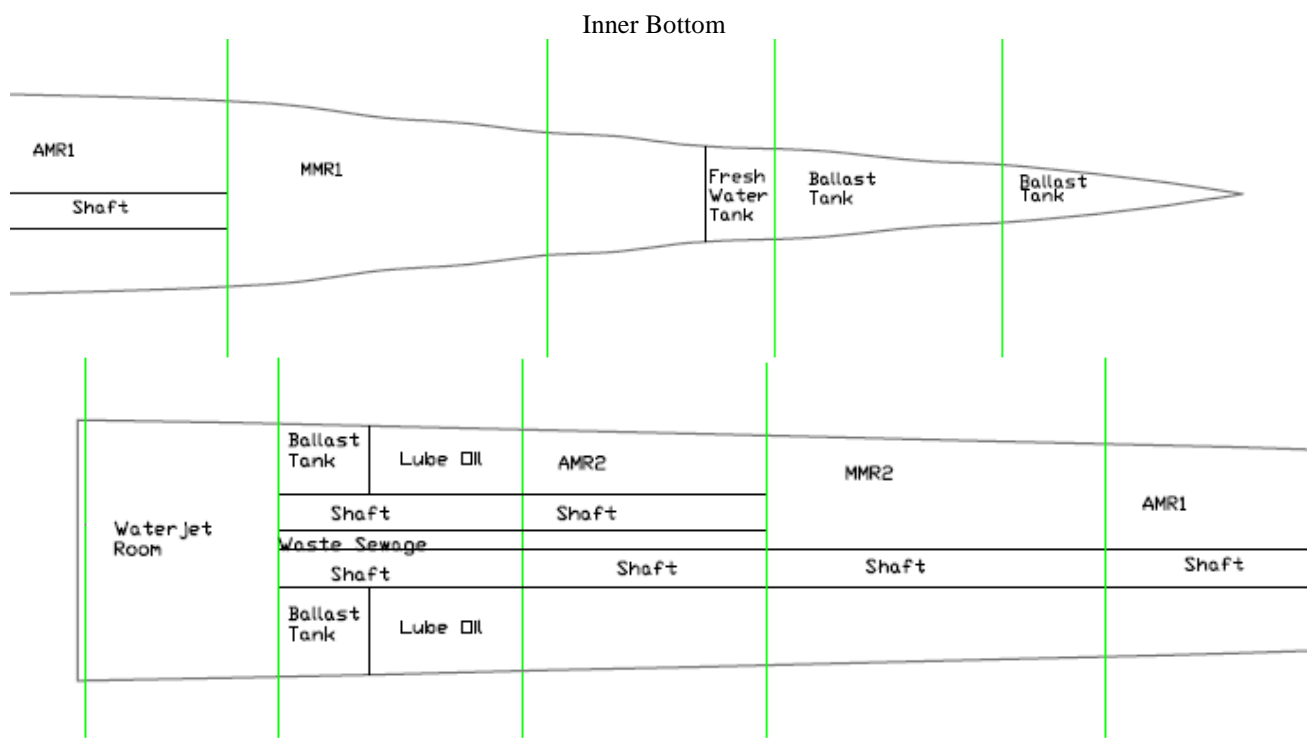 Inner Bottom
AMR1
Shaft
MMR1
Fresh
Water
Tank
Ballast
Tank
Ballast
Tank
Waterjet
Room
Ballast
Tank
Lube Oil
AMR2
MMR2
AMR1
Shaft
Shaft
Waste Sewage
Shaft
Shaft
Shaft
Shaft
Ballast
Tank
Lube Oil